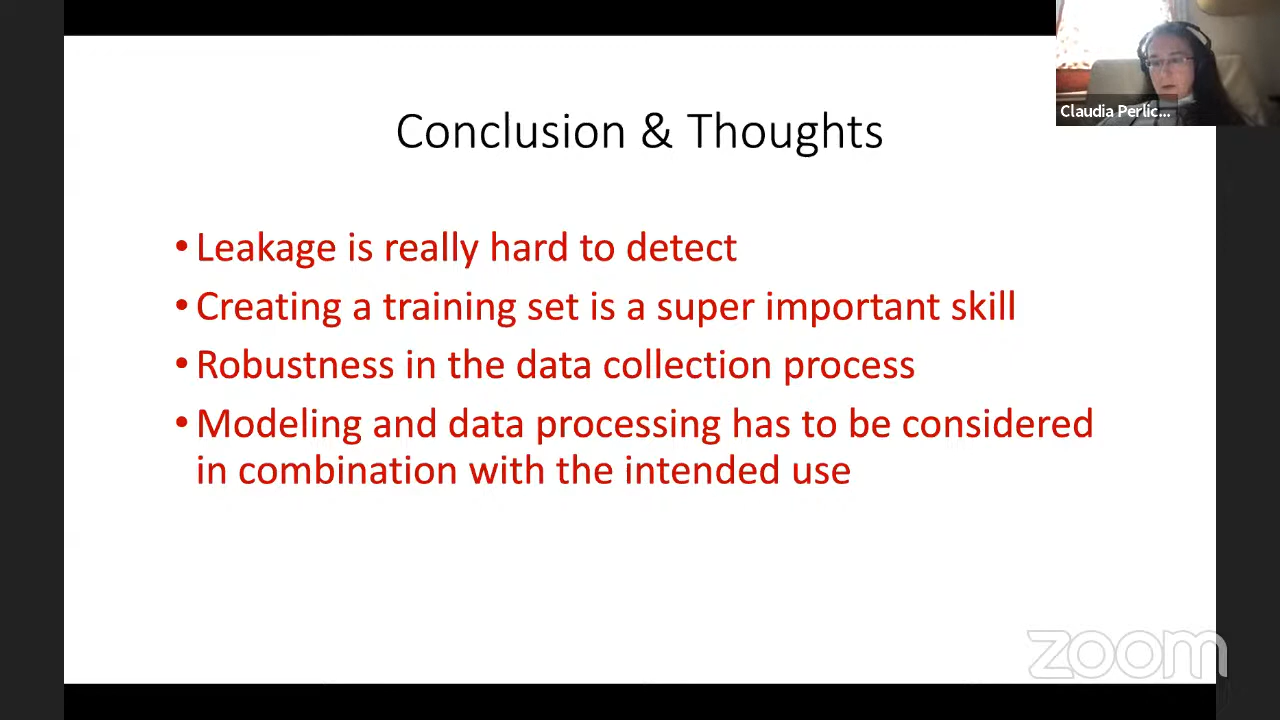 Claudia Perlic...
Conclusion & Thoughts
• Leakage is really hard to detect
• Creating a training set is a super important skill
• Robustness in the data collection process
• Modeling and data processing has to be considered
in combination with the intended use
zoom